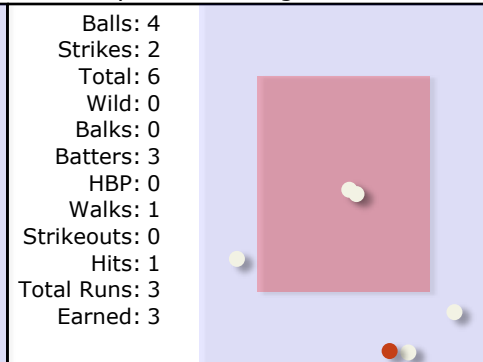 Balls: 4
Strikes: 2
Total: 6
Wild: 0
Balks: 0
Batters: 3
HBP: 0
Walks: 1
Strikeouts: 0
Hits: 1
Total Runs: 3
Earned: 3